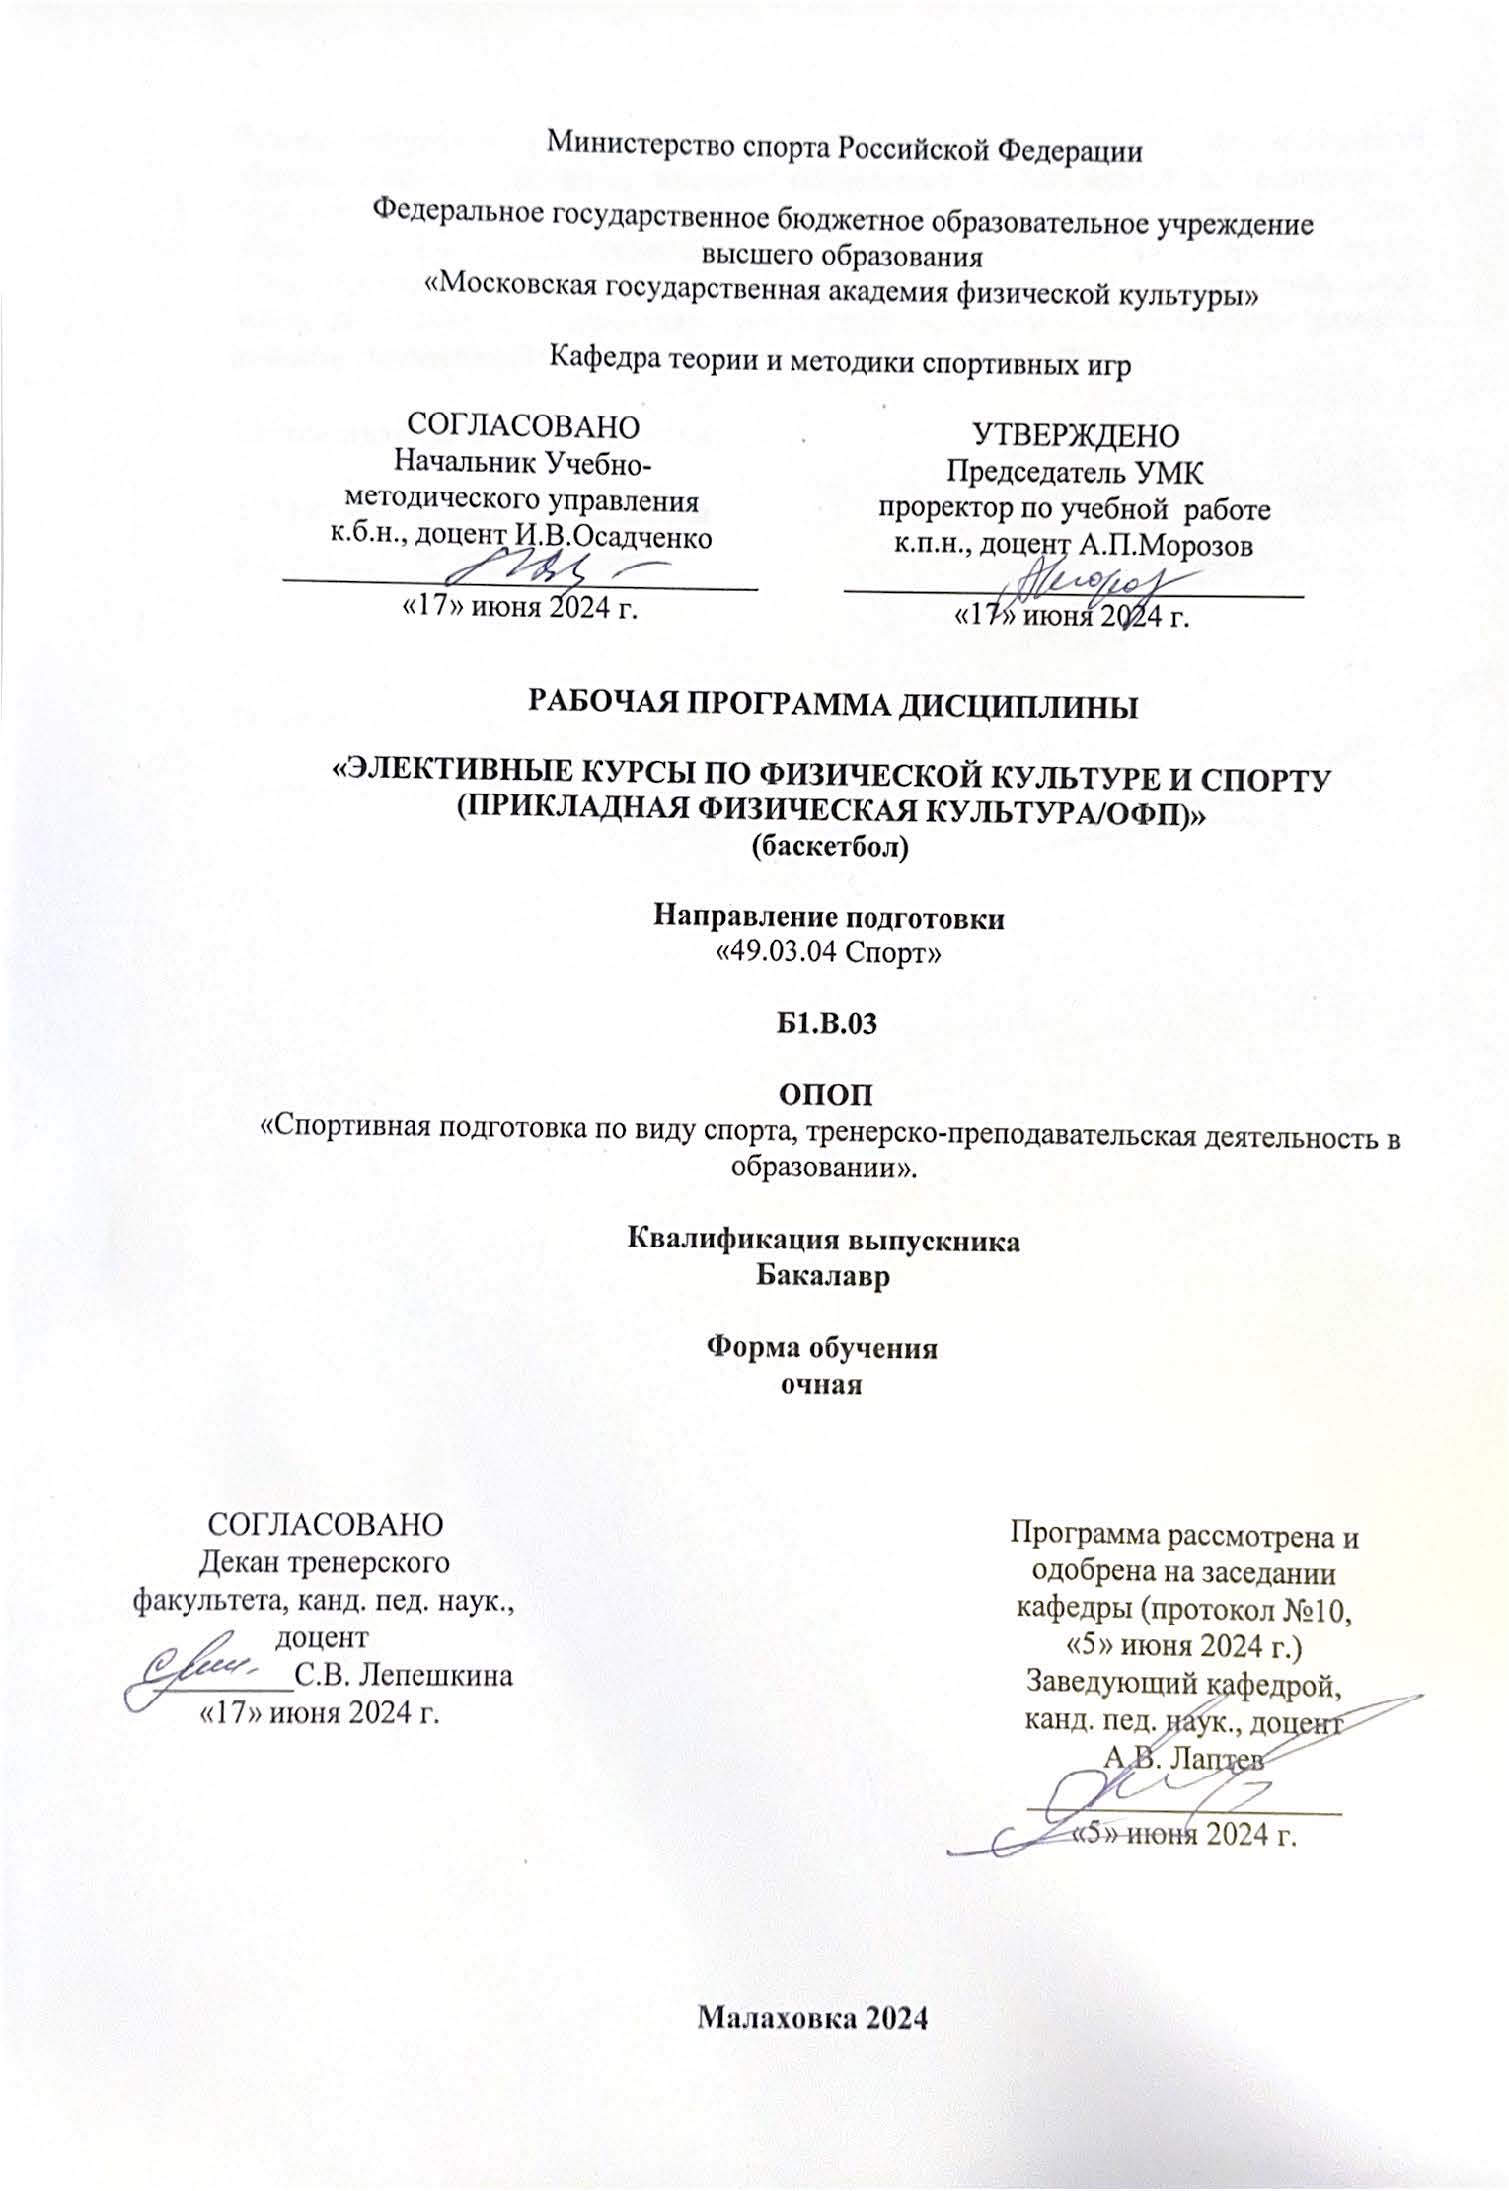 Министерство спорта Российской Федерации
Федеральное государственное бюджетное образовательное учреждение
высшего образования
«Московская государственная академия физической культуры»
Кафедра теории и методики спортивных игр
СОГЛАСОВАНО
Начальник Учебно-
методического управления
к.б.н., доцент И.В.Осадченко
«17» июня 2024 г.
УТВЕРЖДЕНО
Председатель УМК
проректор по учебной работе
к.п.н., доцент А.П.Морозов
«17» июня 2024 г.
РАБОЧАЯ ПРОГРАММА ДИСЦИПЛИНЫ
«ЭЛЕКТИВНЫЕ КУРСЫ ПО ФИЗИЧЕСКОЙ КУЛЬТУРЕ И СПОРТУ
(ПРИКЛАДНАЯ ФИЗИЧЕСКАЯ КУЛЬТУРА/ОФП)»
(баскетбол)
Направление подготовки
«49.03.04 Спорт»
Б1.В.03
ОПОП
«Спортивная подготовка по виду спорта, тренерско-преподавательская деятельность в
образовании».
Квалификация выпускника
Бакалавр
Форма обучения
очная
СОГЛАСОВАНО
Декан тренерского
факультета, канд. пед. наук.,
доцент
С.В. Лепешкина
«17» июня 2024 г.
Программа рассмотрена и
одобрена на заседании
кафедры (протокол №10,
«5» июня 2024 г.)
Заведующий кафедрой,
канд. пед. наук., доцент
А.В. Лаптев
«5» июня 2024 г.
Малаховка 2024